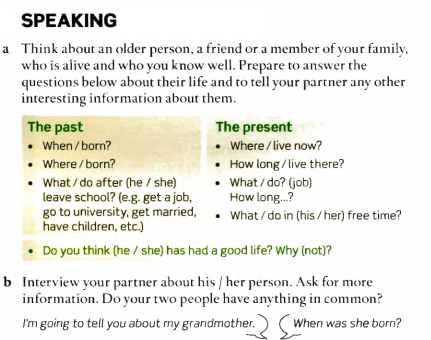 SPEAKING
a Think about an older person, a friend or a member of your family,
who is alive and who you know well. Prepare to answer the
questions below about their life and to tell your partner any other
interesting information about them.
The past
• When / born?
• Where / born?
• What / do after (he / she)
leave school? (e.g. get a job,
go to university, get married,
have children, etc.)
The present
• Where / live now?
• How long / live there?
• What / do? (job)
How long...?
• What / do in (his / her) free time?
• Do you think (he / she) has had a good life? Why (not)?
b Interview your partner about his / her person. Ask for more
information. Do your two people have anything in common?
I'm going to tell you about my grandmother.
When was she born?